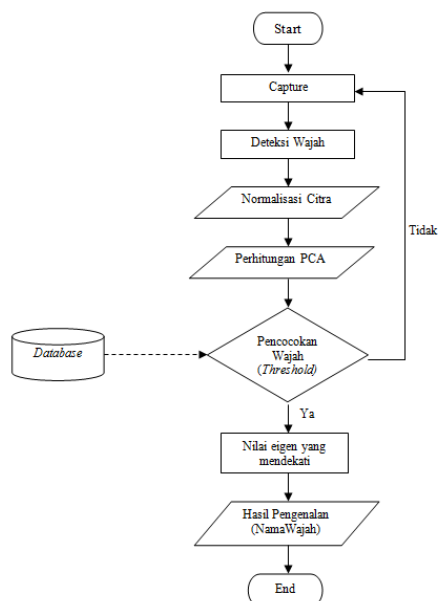 Start
Capture
Deteksi Wajah
Normalisasi Citra
Tidak
Perhitungan PCA
Pencocokan
Wajah
(Threshold)
Database
Ya
Nilai eigen yang
mendekati
Hasil Pengenalan
(NamaWajah)
End